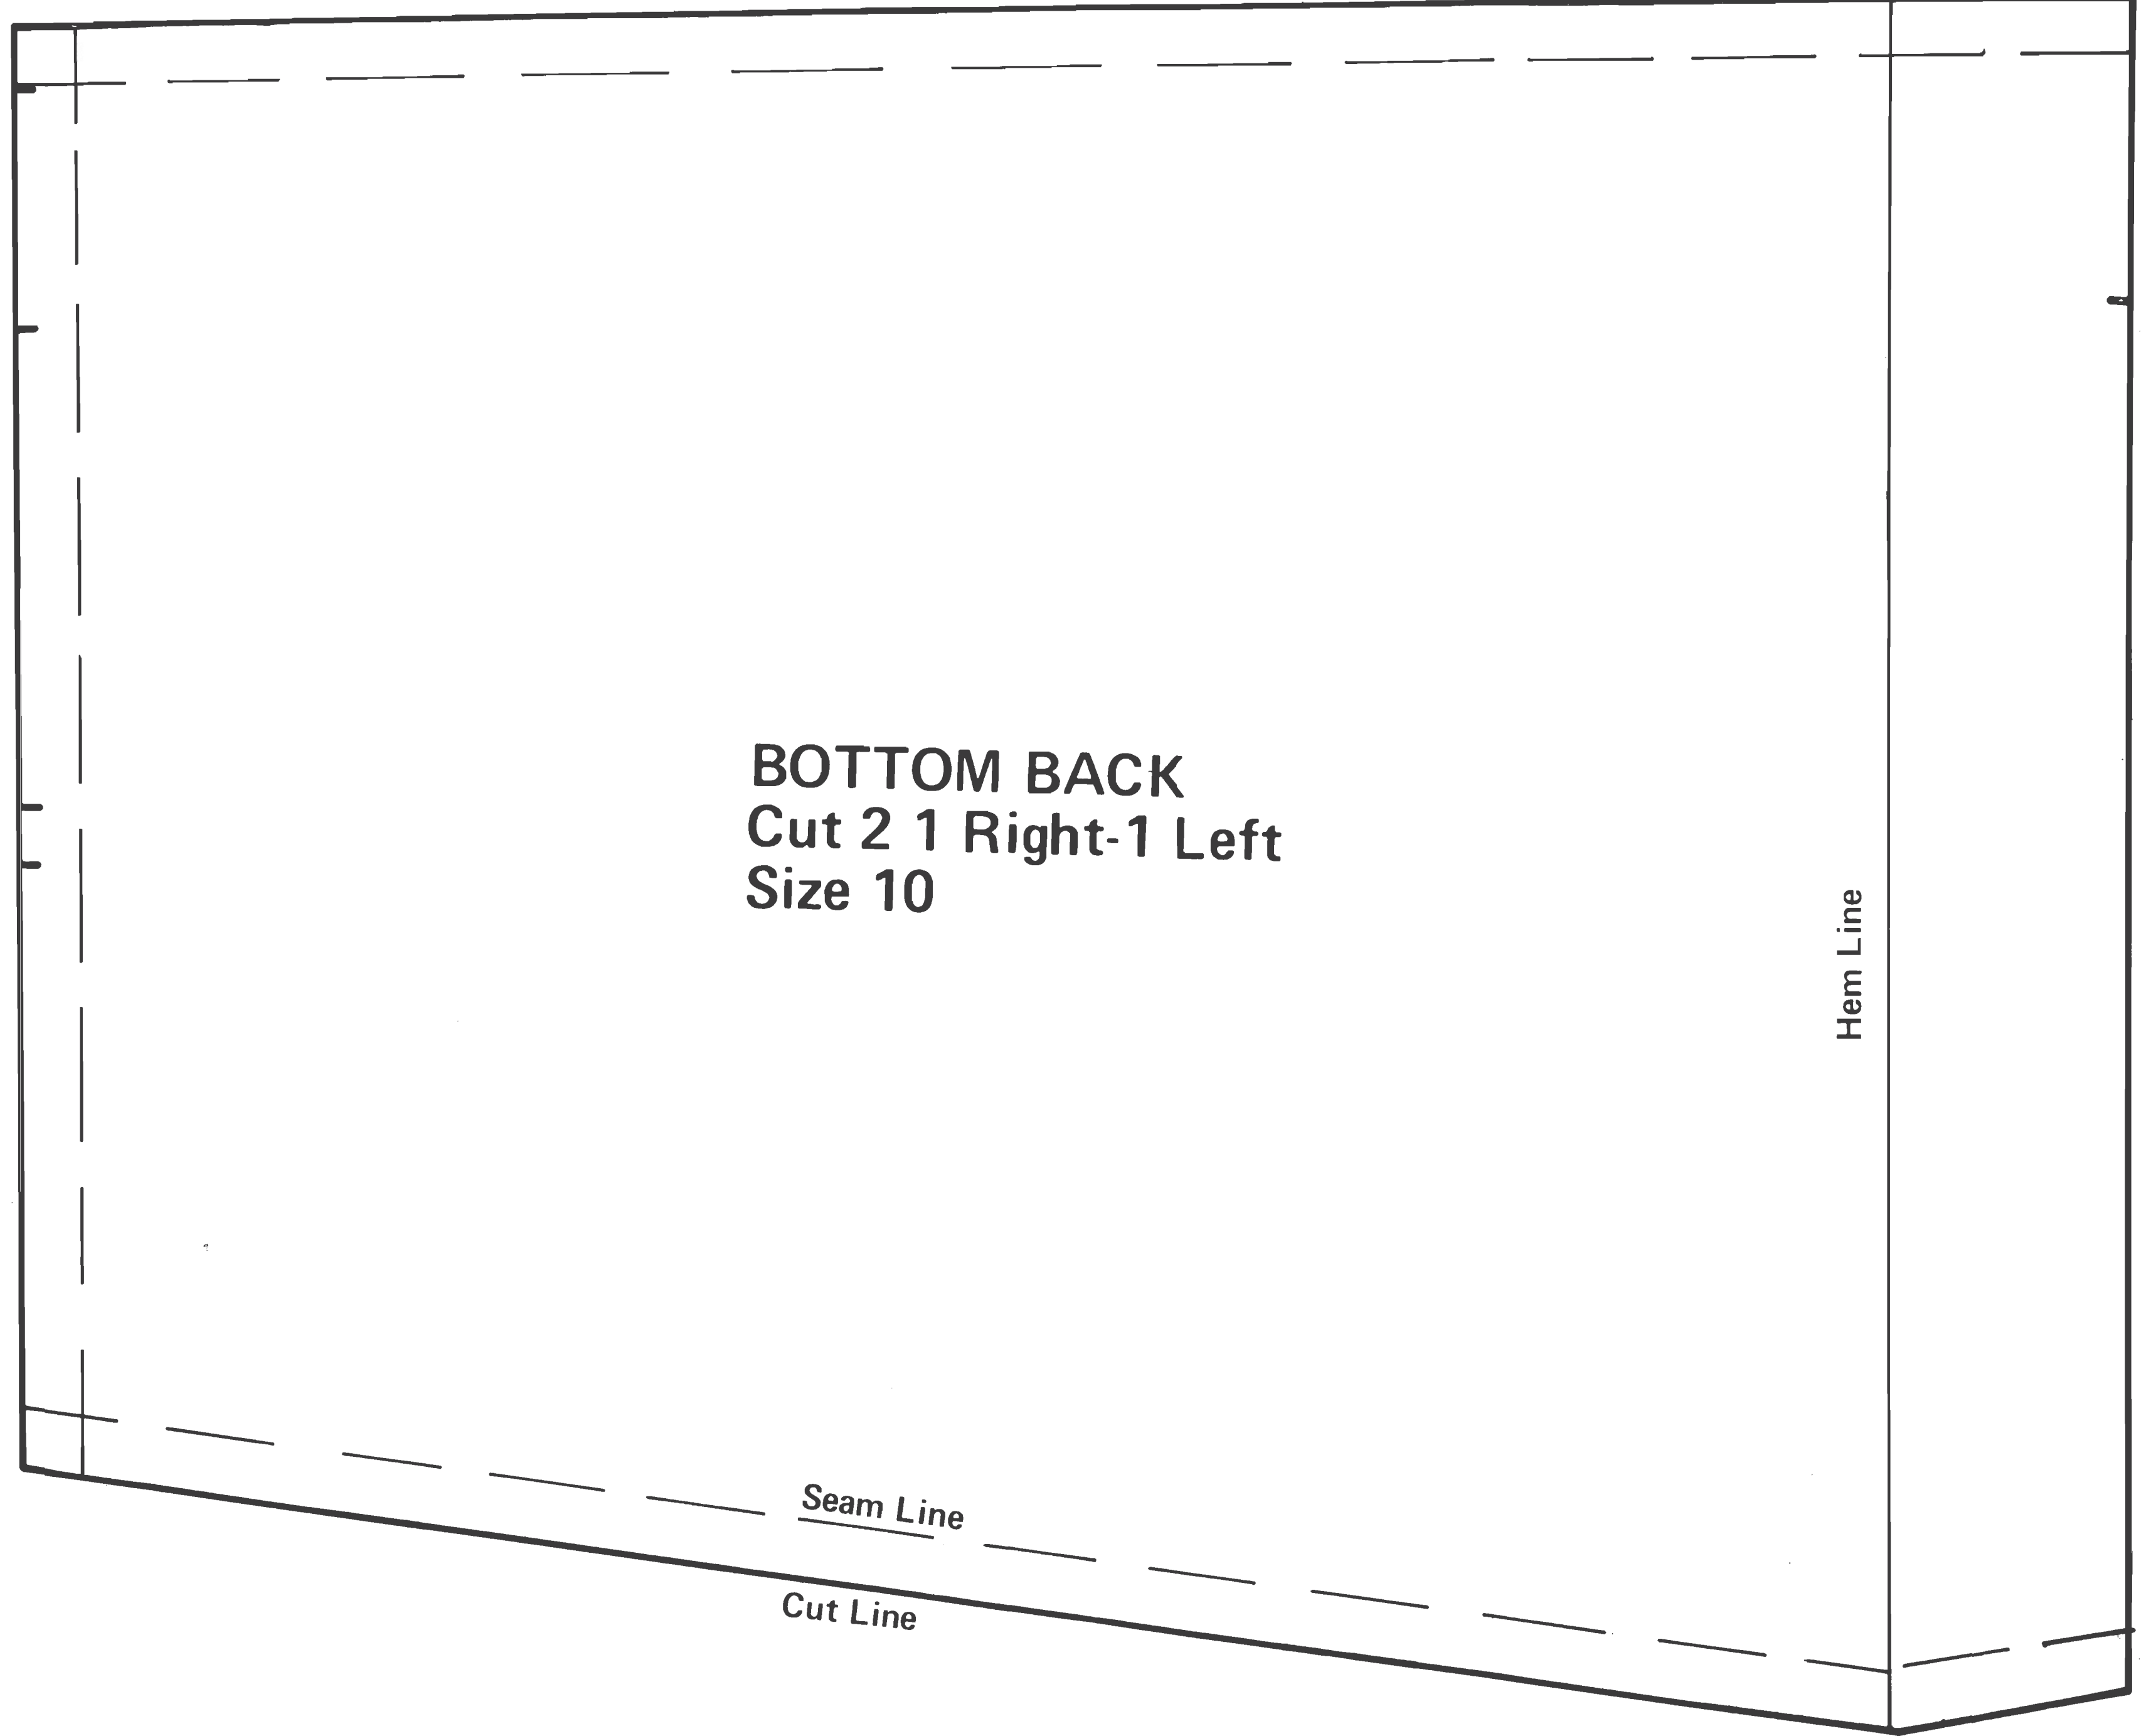 BOTTOM BACK
Cut 2 1 Right-1 Left
Size 10
Hem Line
Seam Line
Cut Line